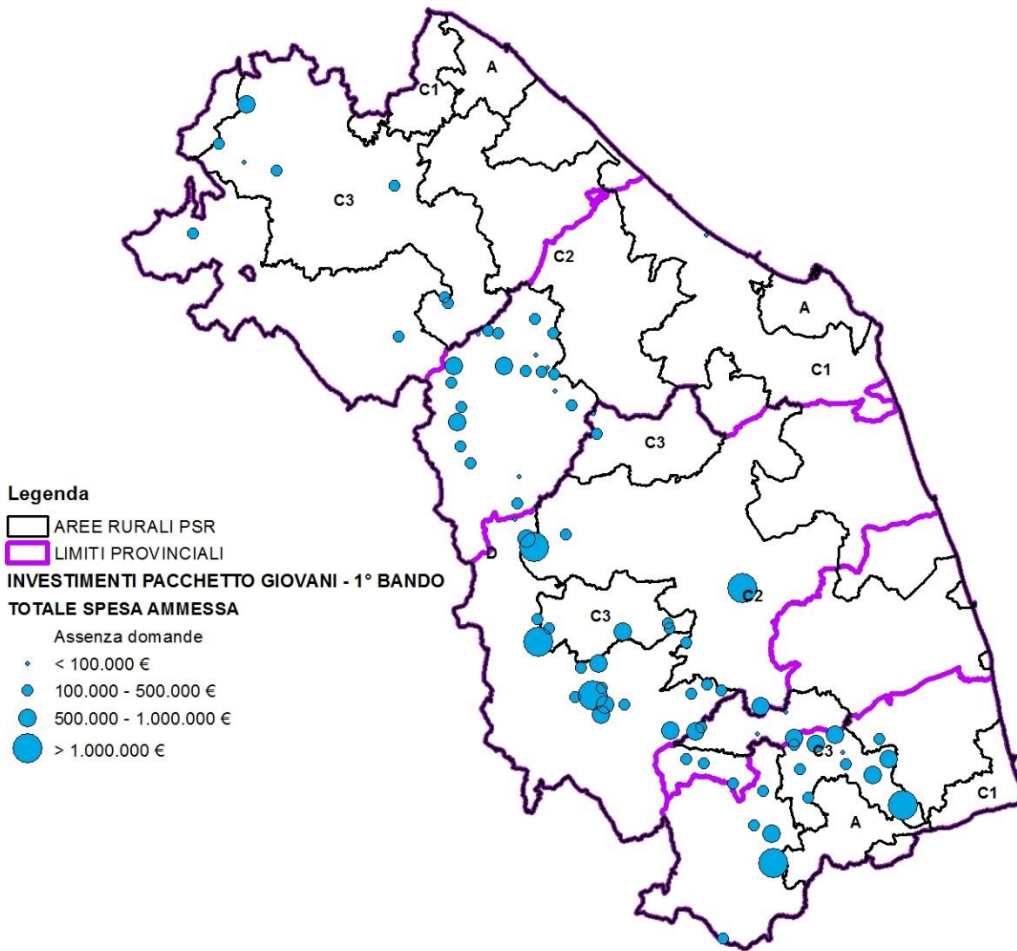 A
C1
C3
C2
A
C1
C3
D
C2
C3
C3
C1
A
Legenda
AREE RURALI PSR
LIMITI PROVINCIALI
INVESTIMENTI PACCHETTO GIOVANI - 1° BANDO
TOTALE SPESA AMMESSA
Assenza domande
< 100.000 €
100.000 - 500.000 €
500.000 - 1.000.000 €
> 1.000.000 €